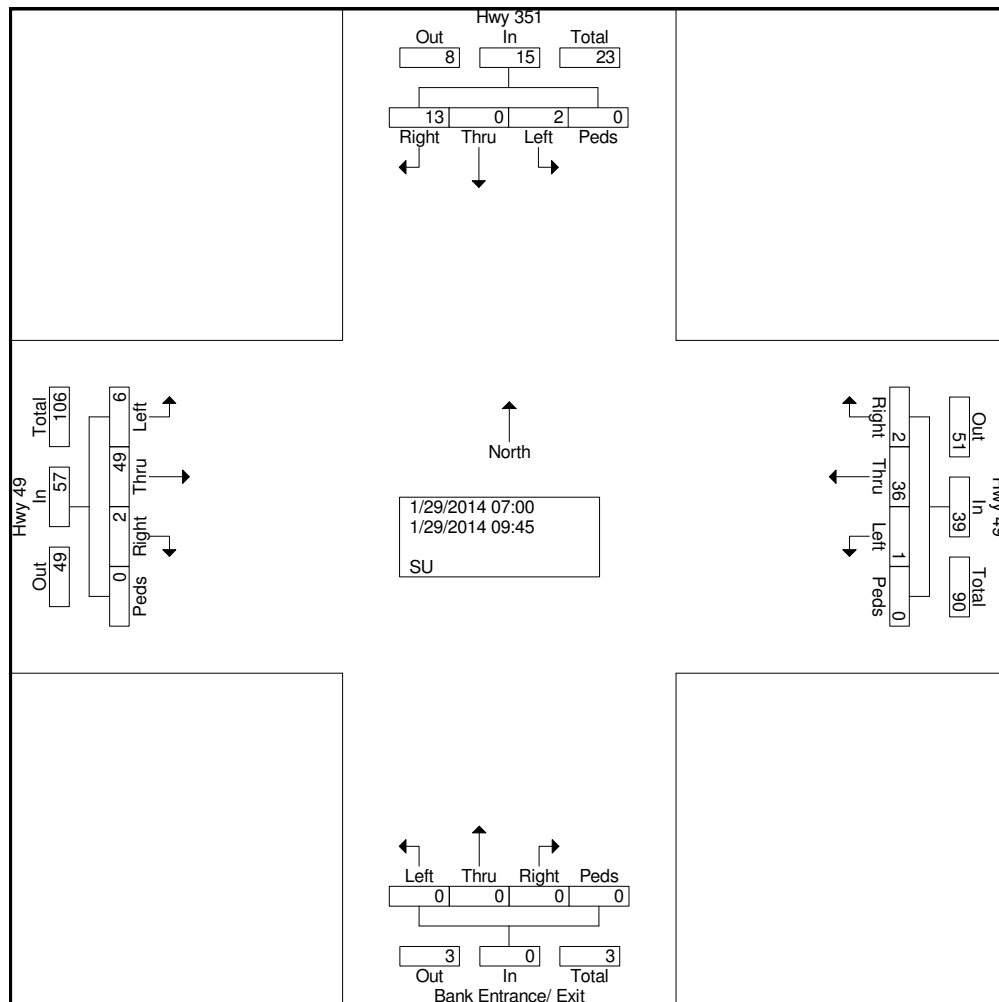 Hwy 351
Out In Total
8 15 23
13 0 2 0
Right Thru Left Peds
Hwy 49
Total In Out
106 57 49
6 49 2 0
Left Thru Right Peds
North
1/29/2014 07:00
1/29/2014 09:45
SU
Right Thru Left Peds
2 36 1 0
Out In Total
51 39 90
Hwy 49
Left Thru Right Peds
0 0 0 0
3 0 3
Out In Total
Bank Entrance/ Exit